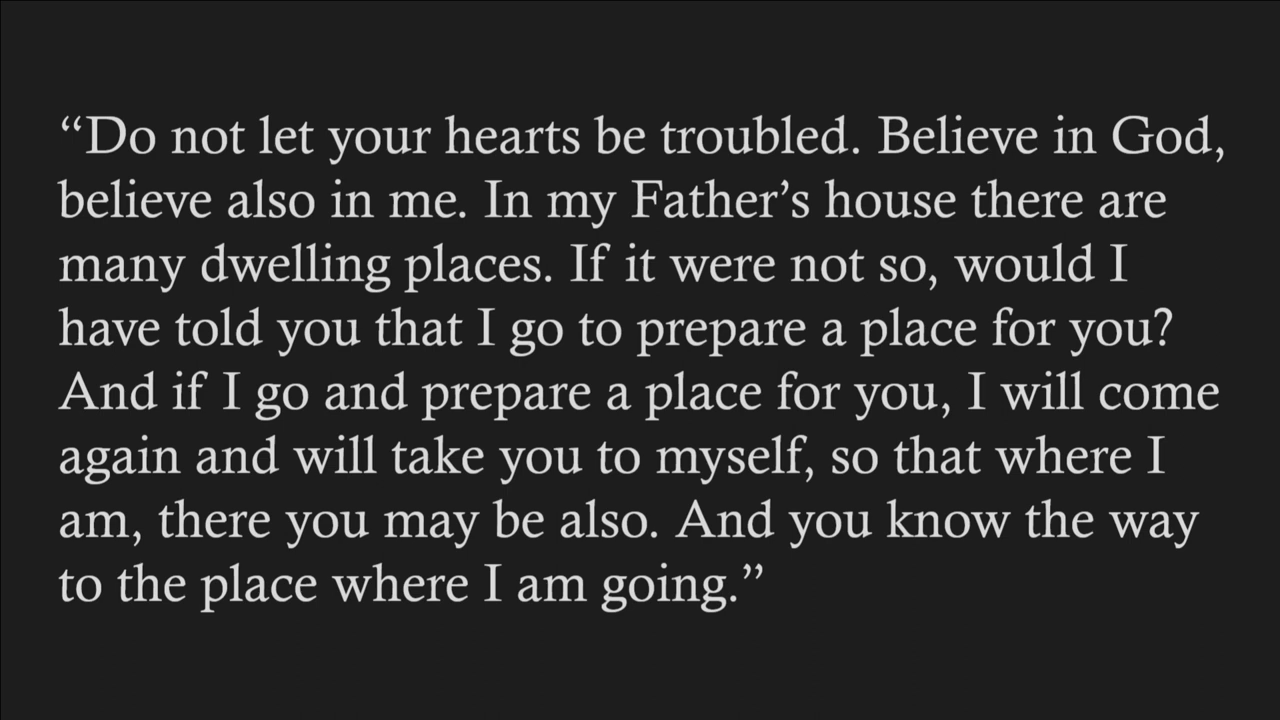 “Do not let your hearts be troubled. Believe in God,
believe also in me. In my Father’s house there are
many dwelling places. If it were not so, would I
have told you that I go to prepare a place for you?
And if I go and prepare a place for you, I will come
again and will take you to myself, so that where I
am, there you may be also. And you know the way
to the place where I am going.”